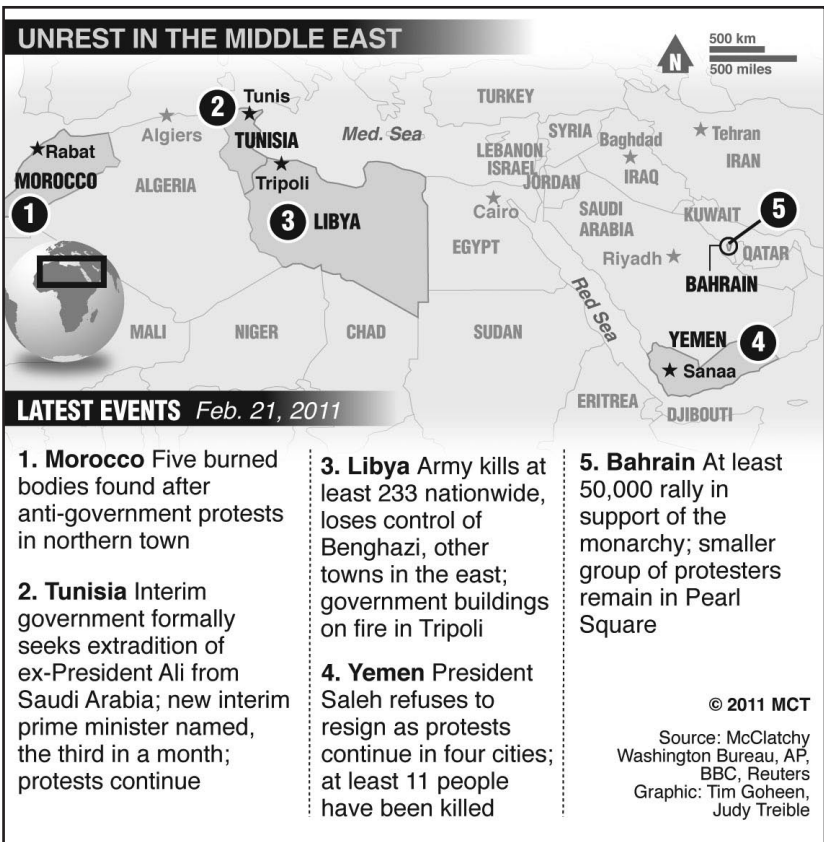 UNREST IN THE MIDDLE EAST
500 km
N
500 miles
2
Tunis
TURKEY
Algiers
TUNISIA
Med. Sea
SYRIA
Baghdad
Tehran
Rabat
LEBANON
ISRAEL
IRAN
MOROCCO
ALGERIA
Tripoli
JORDAN
IRAQ
1
3
LIBYA
Cairo
SAUDI
ARABIA
KUWAIT
5
EGYPT
Riyadh
QATAR
BAHRAIN
Red Sea
MALI
NIGER
CHAD
SUDAN
YEMEN
4
Sanaa
ERITREA
DJIBOUTI
LATEST EVENTS Feb. 21, 2011
1. Morocco Five burned
bodies found after
anti-government protests
in northern town
2. Tunisia Interim
government formally
seeks extradition of
ex-President Ali from
Saudi Arabia; new interim
prime minister named,
the third in a month;
protests continue
3. Libya Army kills at
least 233 nationwide,
loses control of
Benghazi, other
towns in the east;
government buildings
on fire in Tripoli
4. Yemen President
Saleh refuses to
resign as protests
continue in four cities;
at least 11 people
have been killed
5. Bahrain At least
50,000 rally in
support of the
monarchy; smaller
group of protesters
remain in Pearl
Square
© 2011 MCT
Source: McClatchy
Washington Bureau, AP,
BBC, Reuters
Graphic: Tim Goheen,
Judy Treible